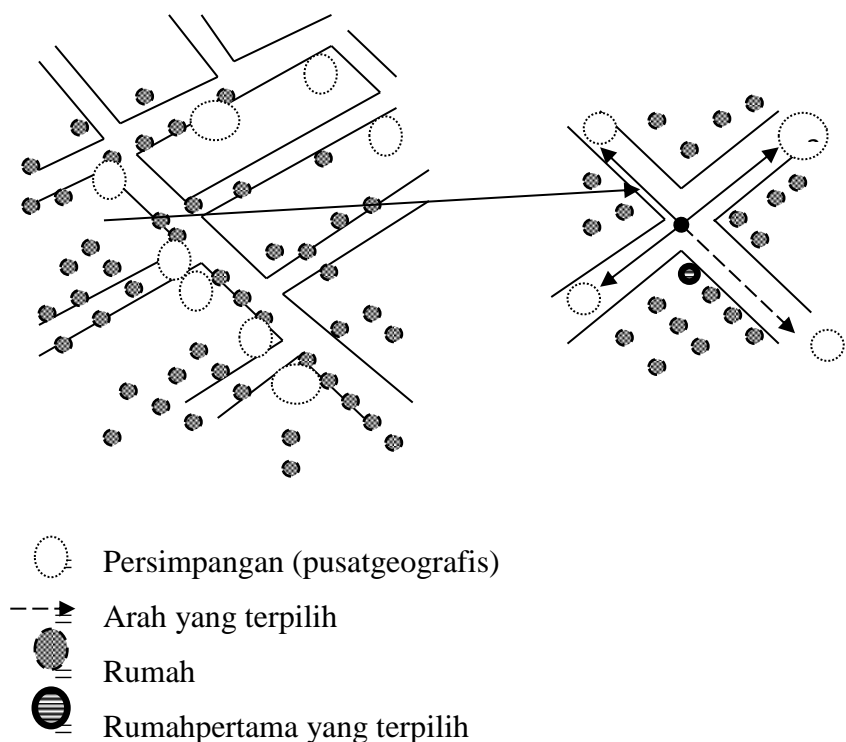 Persimpangan (pusatgeografis)
Arah yang terpilih
Rumah
Rumahpertama yang terpilih